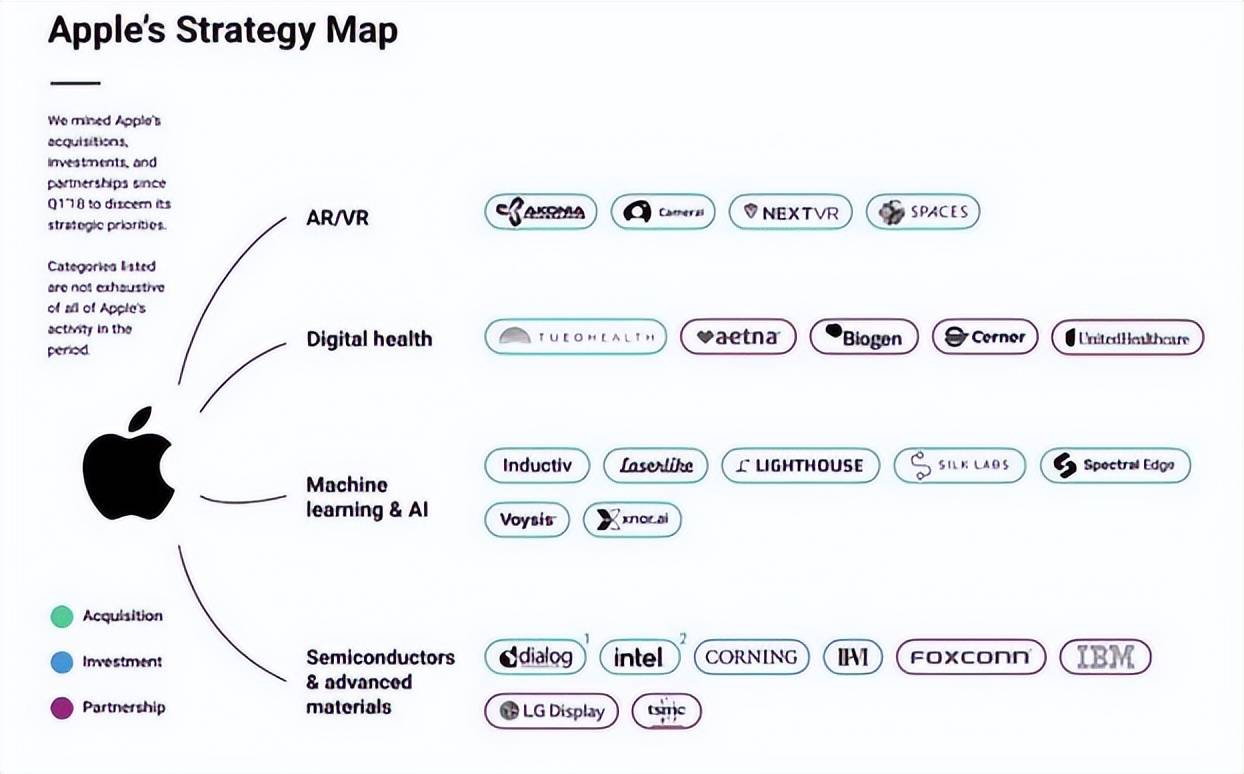 Apple's Strategy Map
We mined Apple's
acquisitions,
investments, and
partnerships since
Q1'18 to discern its
strategic priorities.
Categories listed
are not exhaustive
of all of Apple's
activity in the
period.
AR/VR
AKONIA
Camerai
NEXTVR
SPACES
Digital health
TUEOHEALTH
aetna
Biogen
Cerner
UnitedHealthcare
Machine
learning & AI
Inductiv
Laserlike
LIGHTHOUSE
SILK LABS
Spectral Edge
Voysis
xnor.ai
Acquisition
Investment
Partnership
Semiconductors
& advanced
materials
dialog 1
intel 2
CORNING
II-VI
FOXCONN
IBM
LG Display
tsmc